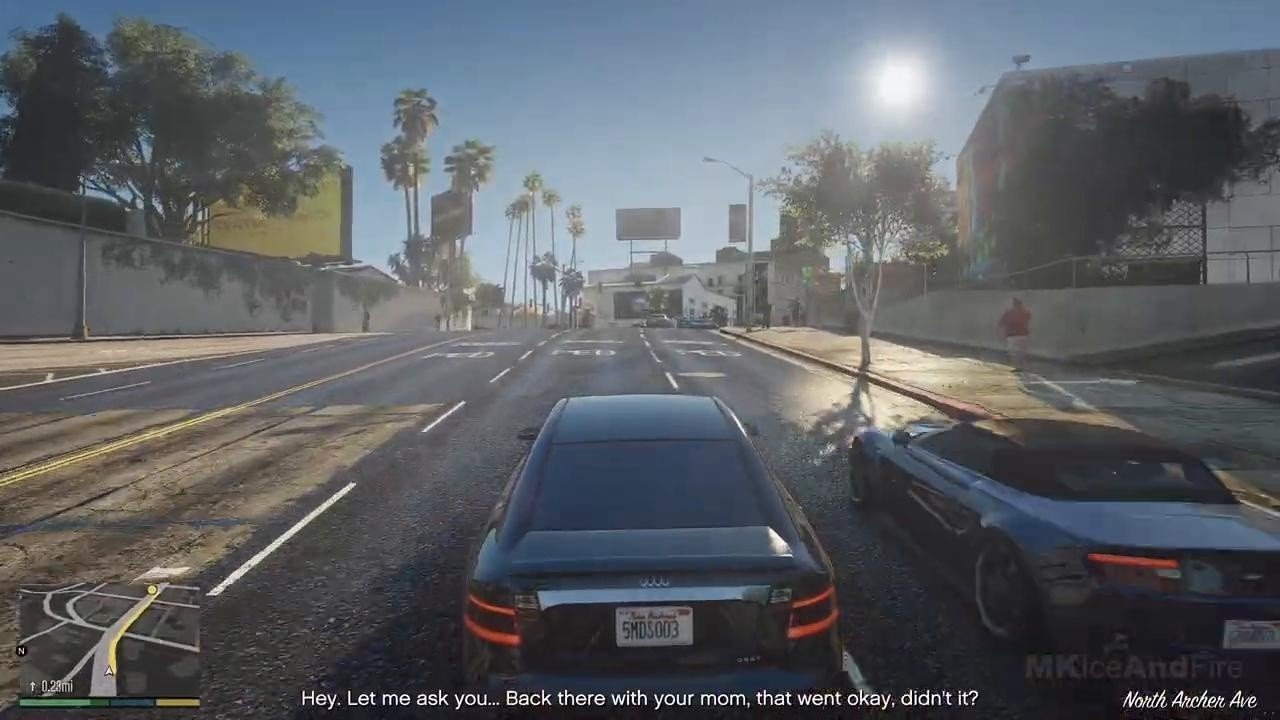 5MDS003
N
↑ 0.23mi
Hey. Let me ask you... Back there with your mom, that went okay, didn't it?
MKIceAndFire
North Archer Ave